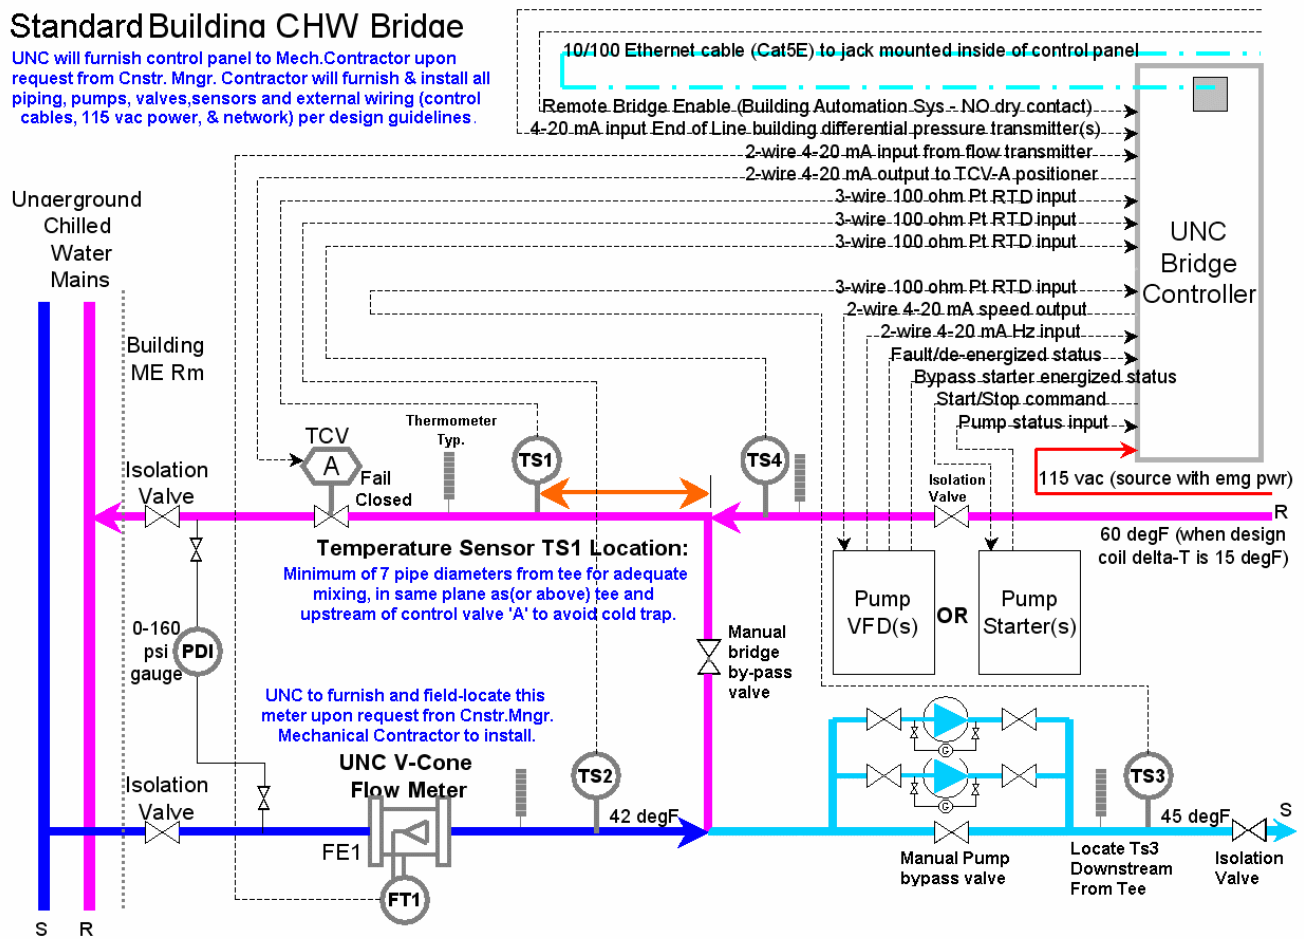 Standard Building CHW Bridge
UNC will furnish control panel to Mech.Contractor upon
request from Cnstr. Mngr. Contractor will furnish & install all
piping, pumps, valves,sensors and external wiring (control
cables, 115 vac power, & network) per design guidelines.
10/100 Ethernet cable (Cat5E) to jack mounted inside of control panel
Remote Bridge Enable (Building Automation Sys - NO dry contact)
4-20 mA input End of Line building differential pressure transmitter(s)
2-wire 4-20 mA input from flow transmitter
2-wire 4-20 mA output to TCV-A positioner
3-wire 100 ohm Pt RTD input
3-wire 100 ohm Pt RTD input
3-wire 100 ohm Pt RTD input
3-wire 100 ohm Pt RTD input
2-wire 4-20 mA speed output
2-wire 4-20 mA Hz input
Fault/de-energized status
Bypass starter energized status
Start/Stop command
Pump status input
UNC
Bridge
Controller
115 vac (source with emg pwr)
Underground
Chilled
Water
Mains
Building
ME Rm
TCV
A
Fail
Closed
Thermometer
Typ.
TS1
TS4
Isolation
Valve
Isolation
Valve
R
60 degF (when design
coil delta-T is 15 degF)
Temperature Sensor TS1 Location:
Minimum of 7 pipe diameters from tee for adequate
mixing, in same plane as(or above) tee and
upstream of control valve 'A' to avoid cold trap.
Pump
VFD(s)
OR
Pump
Starter(s)
0-160
psi
gauge
PDI
Manual
bridge
by-pass
valve
UNC to furnish and field-locate this
meter upon request fron Cnstr.Mngr.
Mechanical Contractor to install.
UNC V-Cone
Flow Meter
TS2
G
G
TS3
Isolation
Valve
42 degF
45 degF
S
FE1
FT1
Manual Pump
bypass valve
Locate Ts3
Downstream
From Tee
Isolation
Valve
S
R